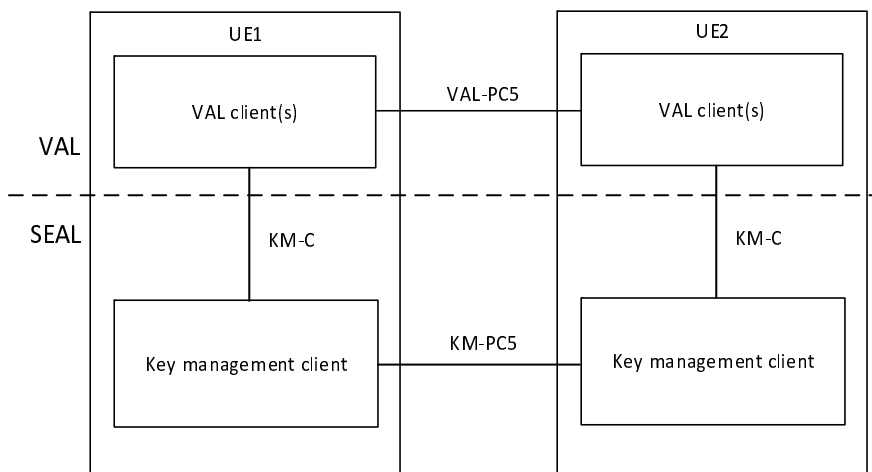 UE1
UE2
VAL client(s)
VAL-PC5
VAL client(s)
VAL
SEAL
KM-C
KM-C
Key management client
KM-PC5
Key management client